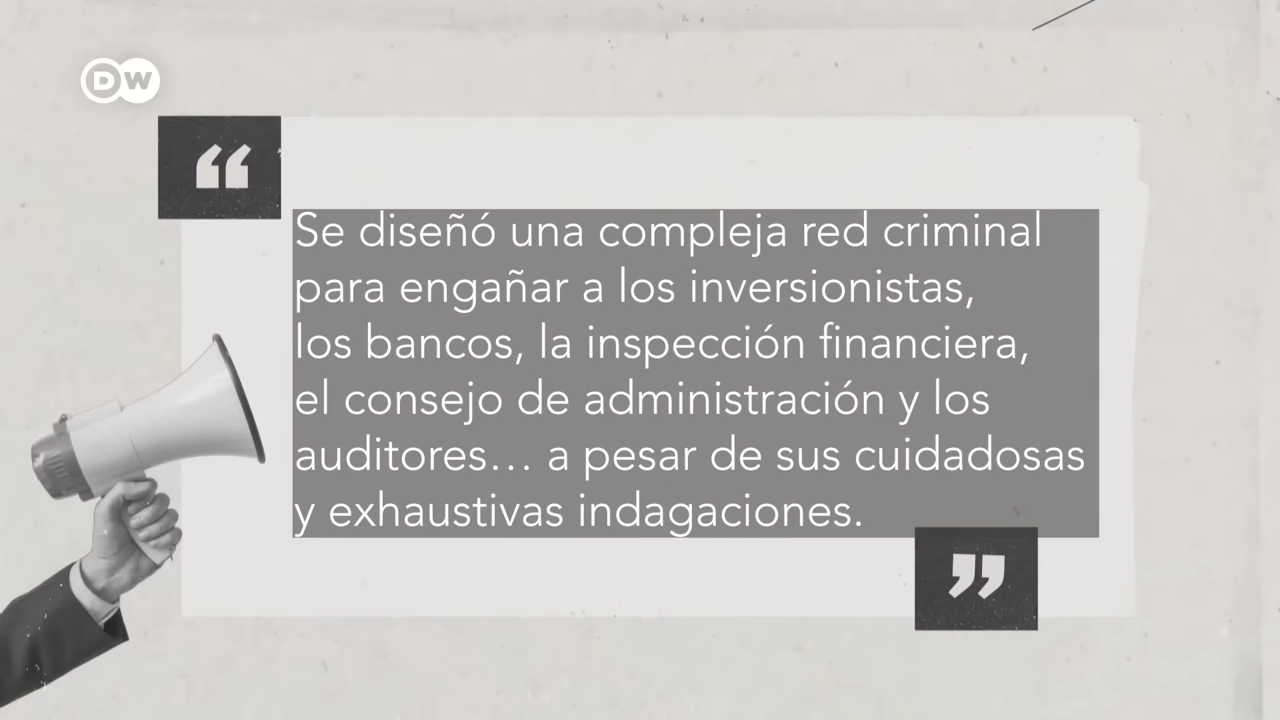 DW
“
Se diseñó una compleja red criminal
para engañar a los inversionistas,
los bancos, la inspección financiera,
el consejo de administración y los
auditores… a pesar de sus cuidadosas
y exhaustivas indagaciones.
”